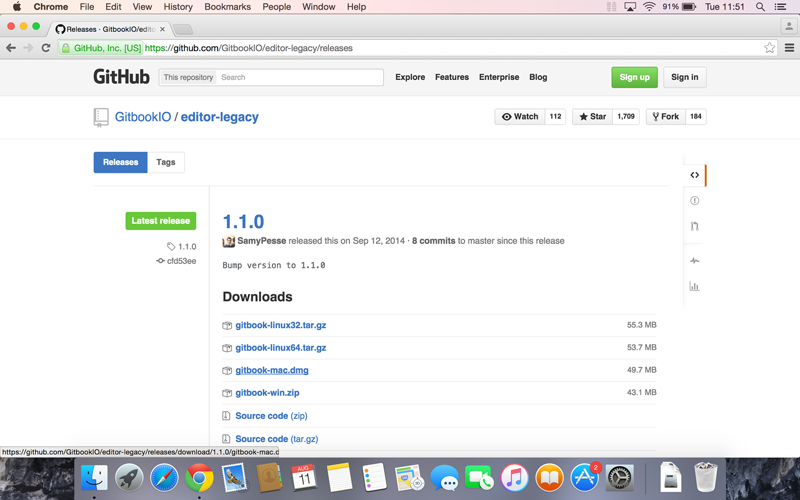 Chrome File Edit View History Bookmarks People Window Help 91% Tue 11:51
Releases · GitbookIO/editor
GitHub, Inc. [US] https://github.com/GitbookIO/editor-legacy/releases
GitHub This repository Search Explore Features Enterprise Blog Sign up Sign in
GitbookIO / editor-legacy Watch 112 Star 1,709 Fork 184
Releases Tags
Latest release
1.1.0
cfd53ee
1.1.0
SamyPesse released this on Sep 12, 2014 · 8 commits to master since this release
Bump version to 1.1.0
Downloads
gitbook-linux32.tar.gz 55.3 MB
gitbook-linux64.tar.gz 53.7 MB
gitbook-mac.dmg 49.7 MB
gitbook-win.zip 43.1 MB
Source code (zip)
Source code (tar.gz)
https://github.com/GitbookIO/editor-legacy/releases/download/1.1.0/gitbook-mac.d
AUG
11
2